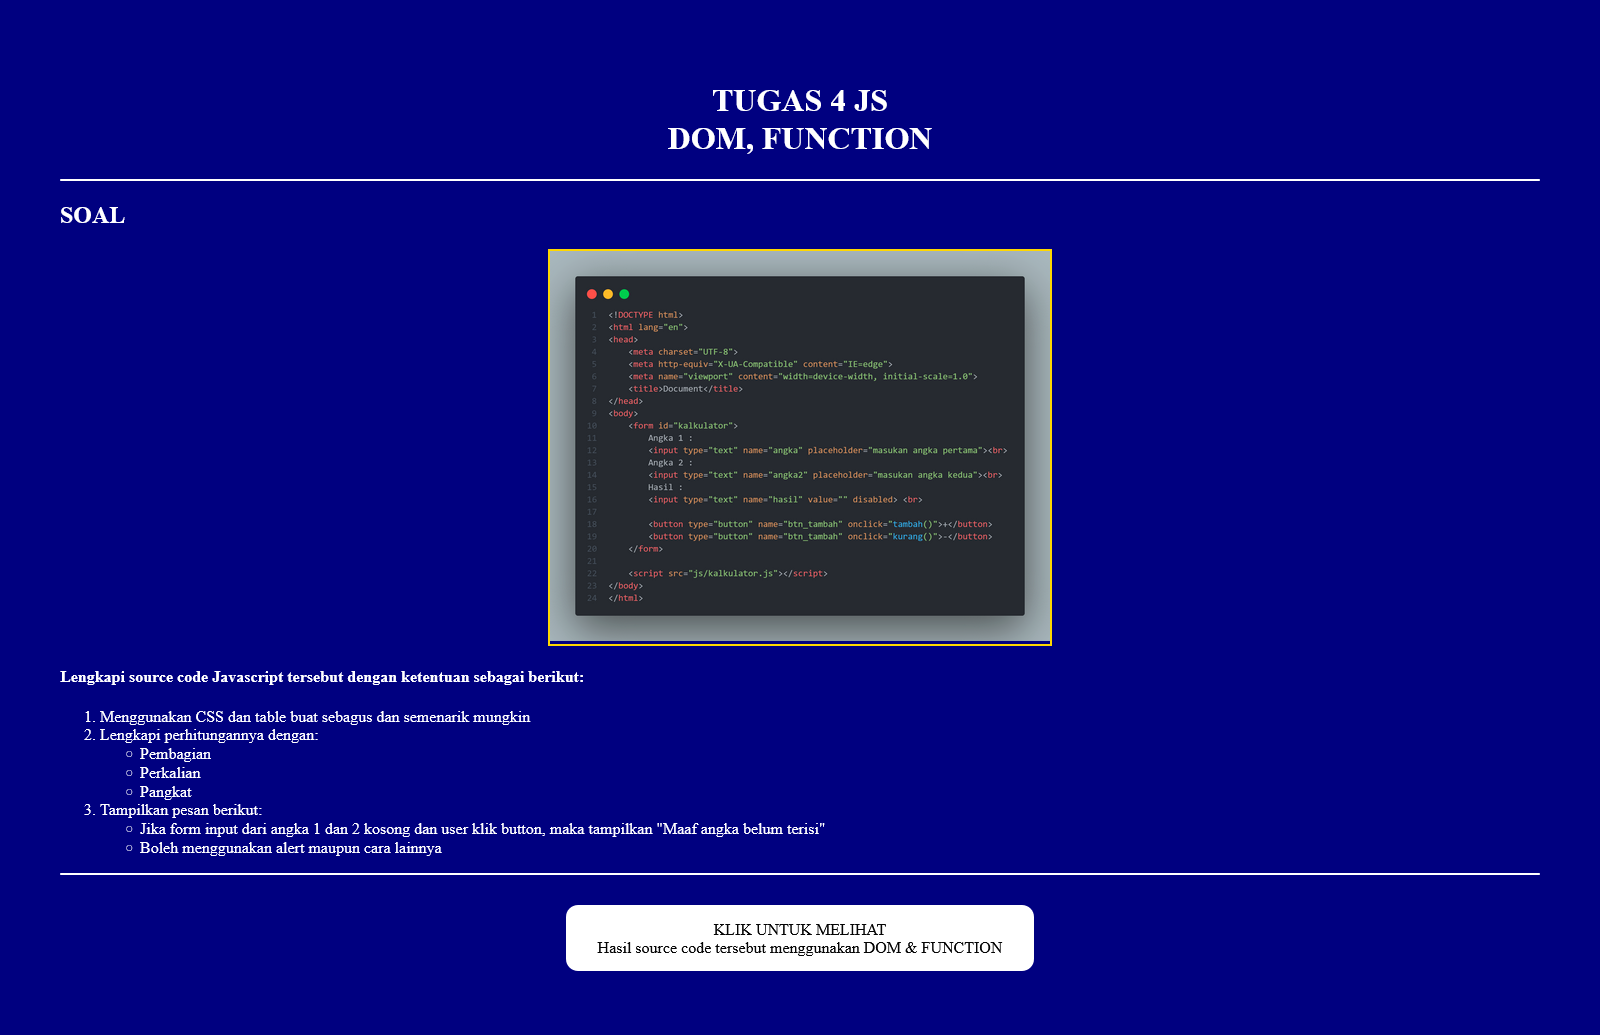 TUGAS 4 JS
DOM, FUNCTION
SOAL
1 <!DOCTYPE html>
2 <html lang="en">
3 <head>
4 <meta charset="UTF-8">
5 <meta http-equiv="X-UA-Compatible" content="IE=edge">
6 <meta name="viewport" content="width=device-width, initial-scale=1.0">
7 <title>Document</title>
8 </head>
9 <body>
10 <form id="kalkulator">
11 Angka 1 :
12 <input type="text" name="angka" placeholder="masukan angka pertama"><br>
13 Angka 2 :
14 <input type="text" name="angka2" placeholder="masukan angka kedua"><br>
15 Hasil :
16 <input type="text" name="hasil" value="" disabled> <br>
17
18 <button type="button" name="btn_tambah" onclick="tambah()">+</button>
19 <button type="button" name="btn_tambah" onclick="kurang()">-</button>
20 </form>
21
22 <script src="js/kalkulator.js"></script>
23 </body>
24 </html>
Lengkapi source code Javascript tersebut dengan ketentuan sebagai berikut:
1. Menggunakan CSS dan table buat sebagus dan semenarik mungkin
2. Lengkapi perhitungannya dengan:
Pembagian
Perkalian
Pangkat
3. Tampilkan pesan berikut:
Jika form input dari angka 1 dan 2 kosong dan user klik button, maka tampilkan "Maaf angka belum terisi"
Boleh menggunakan alert maupun cara lainnya
KLIK UNTUK MELIHAT
Hasil source code tersebut menggunakan DOM & FUNCTION